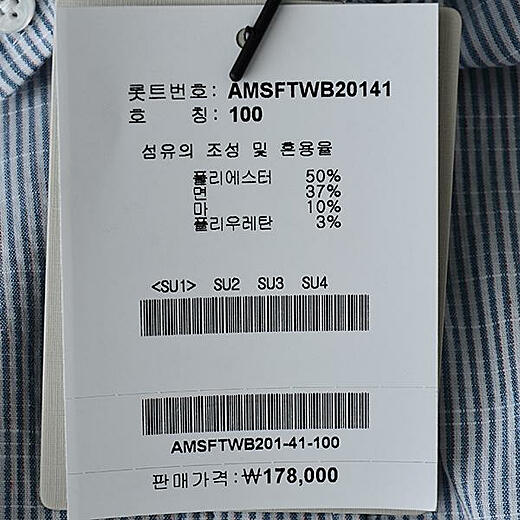 롯트번호: AMSFTWB20141
호 칭: 100
섬유의 조성 및 혼용율
폴리에스터 50%
면 37%
마 10%
폴리우레탄 3%
<SU1> SU2 SU3 SU4
AMSFTWB201-41-100
판매가격:₩178,000